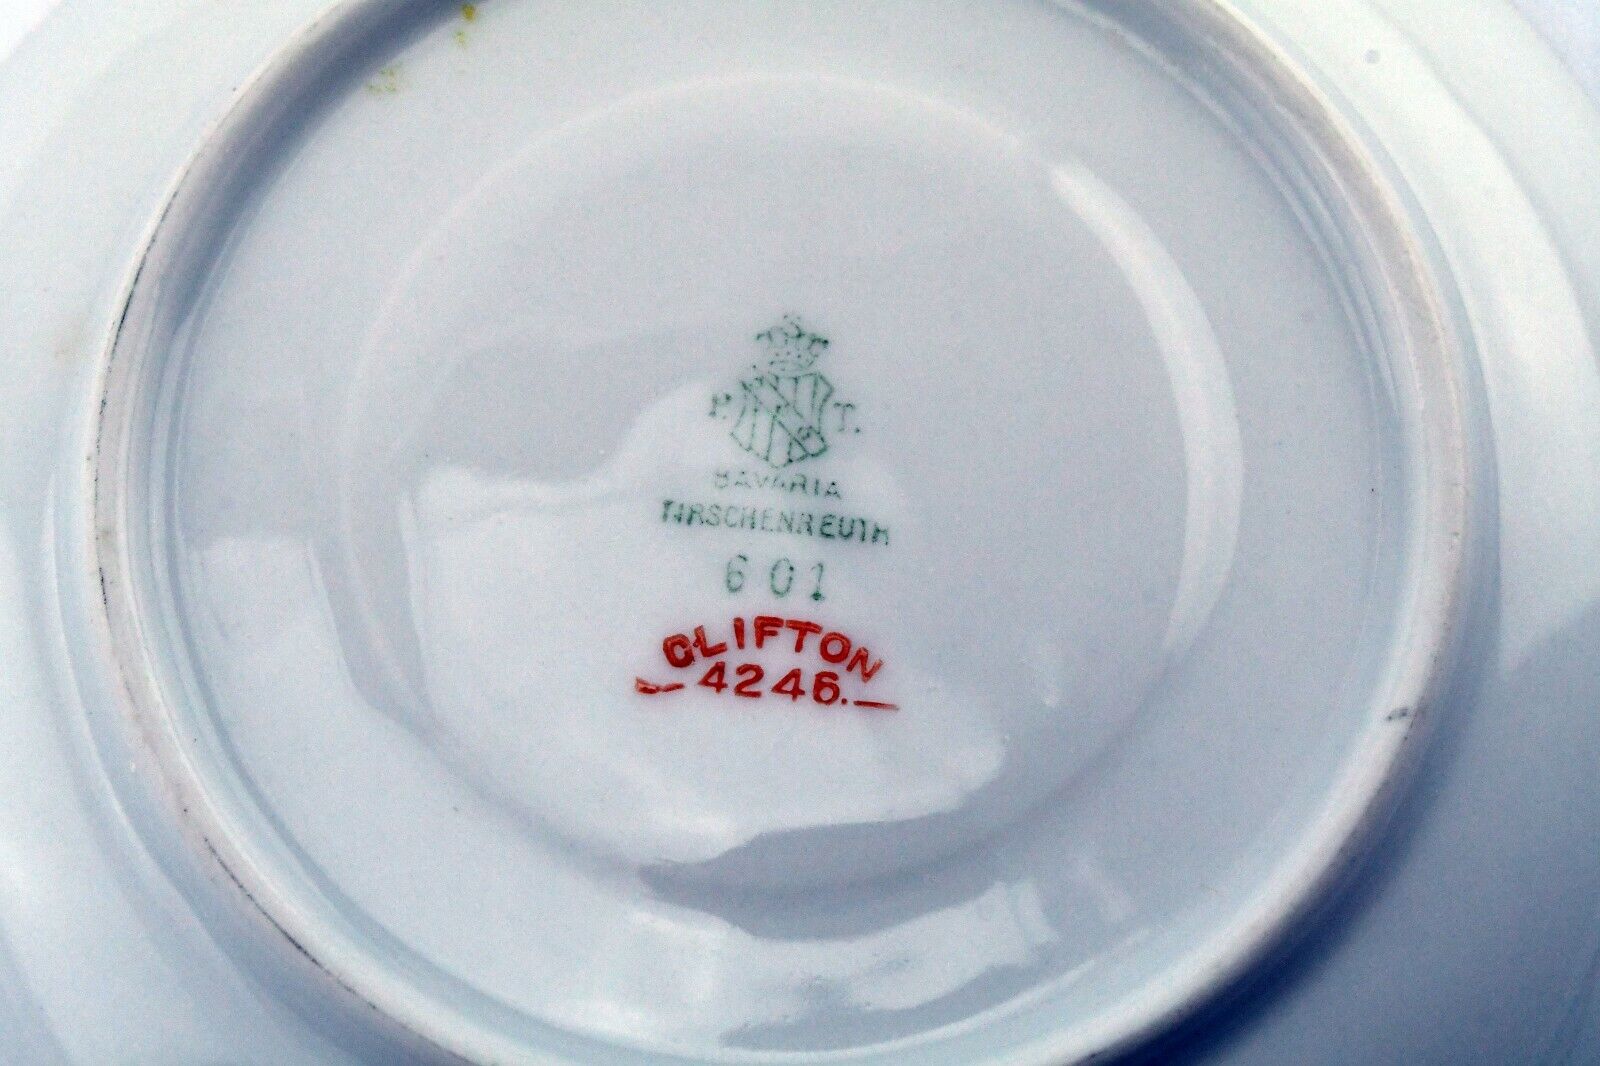 P. T.
BAVARIA
TIRSCHENREUTH
601
CLIFTON
4246.